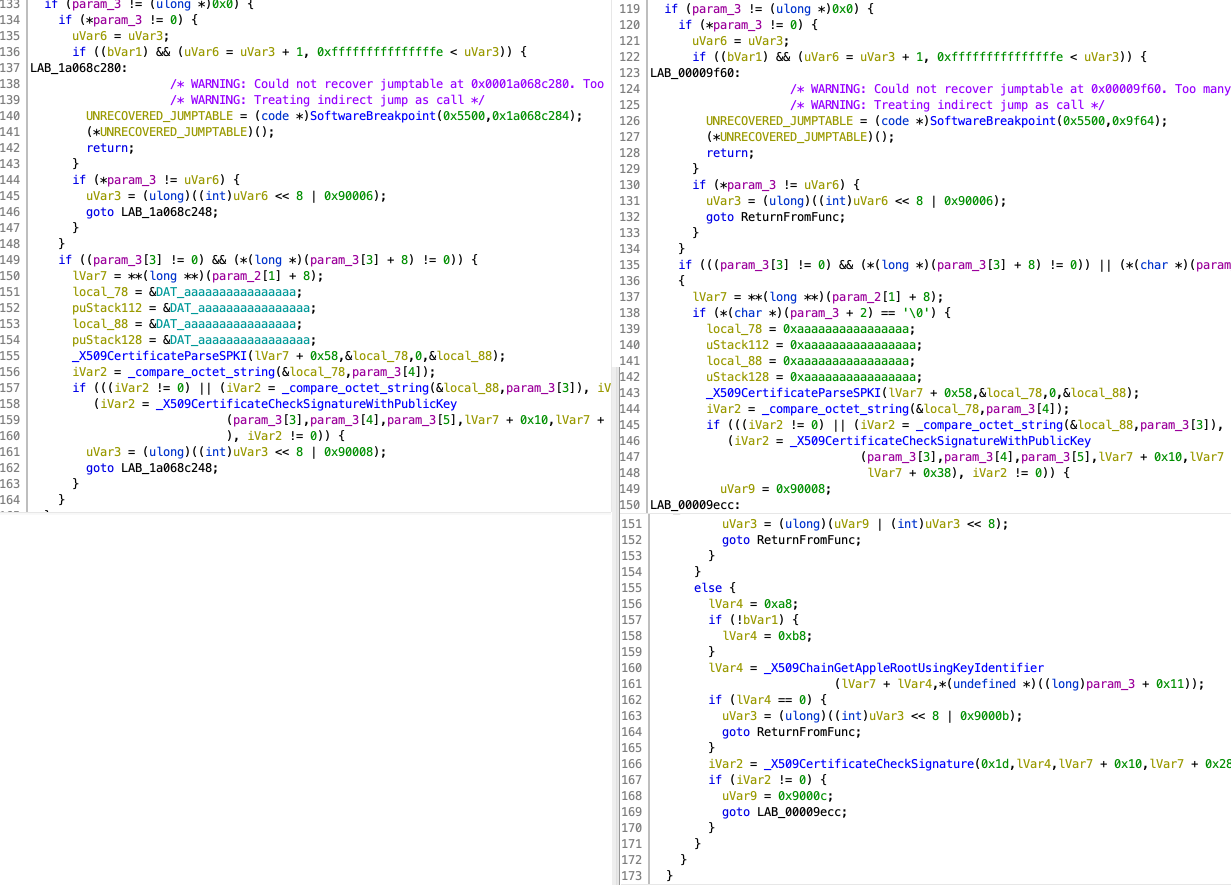 133 if (param_3 != (ulong *)0x0) {
134 if (*param_3 != 0) {
135 uVar6 = uVar3;
136 if ((bVar1) && (uVar6 = uVar3 + 1, 0xfffffffffffffffe < uVar3)) {
137 LAB_1a068c280:
138 /* WARNING: Could not recover jumptable at 0x0001a068c280. Too
139 /* WARNING: Treating indirect jump as call */
140 UNRECOVERED_JUMPTABLE = (code *)SoftwareBreakpoint(0x5500,0x1a068c284);
141 (*UNRECOVERED_JUMPTABLE)();
142 return;
143 }
144 if (*param_3 != uVar6) {
145 uVar3 = (ulong)((int)uVar6 << 8 | 0x90006);
146 goto LAB_1a068c248;
147 }
148 }
149 if ((param_3[3] != 0) && (*(long *)(param_3[3] + 8) != 0)) {
150 lVar7 = **(long **)(param_2[1] + 8);
151 local_78 = &DAT_aaaaaaaaaaaaaaaa;
152 puStack112 = &DAT_aaaaaaaaaaaaaaaa;
153 local_88 = &DAT_aaaaaaaaaaaaaaaa;
154 puStack128 = &DAT_aaaaaaaaaaaaaaaa;
155 _X509CertificateParseSPKI(lVar7 + 0x58,&local_78,0,&local_88);
156 iVar2 = _compare_octet_string(&local_78,param_3[4]);
157 if (((iVar2 != 0) || (iVar2 = _compare_octet_string(&local_88,param_3[3]), iV
158 (iVar2 = _X509CertificateCheckSignatureWithPublicKey
159 (param_3[3],param_3[4],param_3[5],lVar7 + 0x10,lVar7 +
160 ), iVar2 != 0)) {
161 uVar3 = (ulong)((int)uVar3 << 8 | 0x90008);
162 goto LAB_1a068c248;
163 }
164 }
119 if (param_3 != (ulong *)0x0) {
120 if (*param_3 != 0) {
121 uVar6 = uVar3;
122 if ((bVar1) && (uVar6 = uVar3 + 1, 0xfffffffffffffffe < uVar3)) {
123 LAB_00009f60:
124 /* WARNING: Could not recover jumptable at 0x00009f60. Too many
125 /* WARNING: Treating indirect jump as call */
126 UNRECOVERED_JUMPTABLE = (code *)SoftwareBreakpoint(0x5500,0x9f64);
127 (*UNRECOVERED_JUMPTABLE)();
128 return;
129 }
130 if (*param_3 != uVar6) {
131 uVar3 = (ulong)((int)uVar6 << 8 | 0x90006);
132 goto ReturnFromFunc;
133 }
134 }
135 if (((param_3[3] != 0) && (*(long *)(param_3[3] + 8) != 0)) || (*(char *)(param
136 {
137 lVar7 = **(long **)(param_2[1] + 8);
138 if (*(char *)(param_3 + 2) == '\0') {
139 local_78 = 0xaaaaaaaaaaaaaaaa;
140 uStack112 = 0xaaaaaaaaaaaaaaaa;
141 local_88 = 0xaaaaaaaaaaaaaaaa;
142 uStack128 = 0xaaaaaaaaaaaaaaaa;
143 _X509CertificateParseSPKI(lVar7 + 0x58,&local_78,0,&local_88);
144 iVar2 = _compare_octet_string(&local_78,param_3[4]);
145 if (((iVar2 != 0) || (iVar2 = _compare_octet_string(&local_88,param_3[3]),
146 (iVar2 = _X509CertificateCheckSignatureWithPublicKey
147 (param_3[3],param_3[4],param_3[5],lVar7 + 0x10,lVar7
148 lVar7 + 0x38), iVar2 != 0)) {
149 uVar9 = 0x90008;
150 LAB_00009ecc:
151 uVar3 = (ulong)(uVar9 | (int)uVar3 << 8);
152 goto ReturnFromFunc;
153 }
154 }
155 else {
156 lVar4 = 0xa8;
157 if (!bVar1) {
158 lVar4 = 0xb8;
159 }
160 lVar4 = _X509ChainGetAppleRootUsingKeyIdentifier
161 (lVar7 + lVar4,*(undefined *)((long)param_3 + 0x11));
162 if (lVar4 == 0) {
163 uVar3 = (ulong)((int)uVar3 << 8 | 0x9000b);
164 goto ReturnFromFunc;
165 }
166 iVar2 = _X509CertificateCheckSignature(0x1d,lVar4,lVar7 + 0x10,lVar7 + 0x28
167 if (iVar2 != 0) {
168 uVar9 = 0x9000c;
169 goto LAB_00009ecc;
170 }
171 }
172 }
173 }